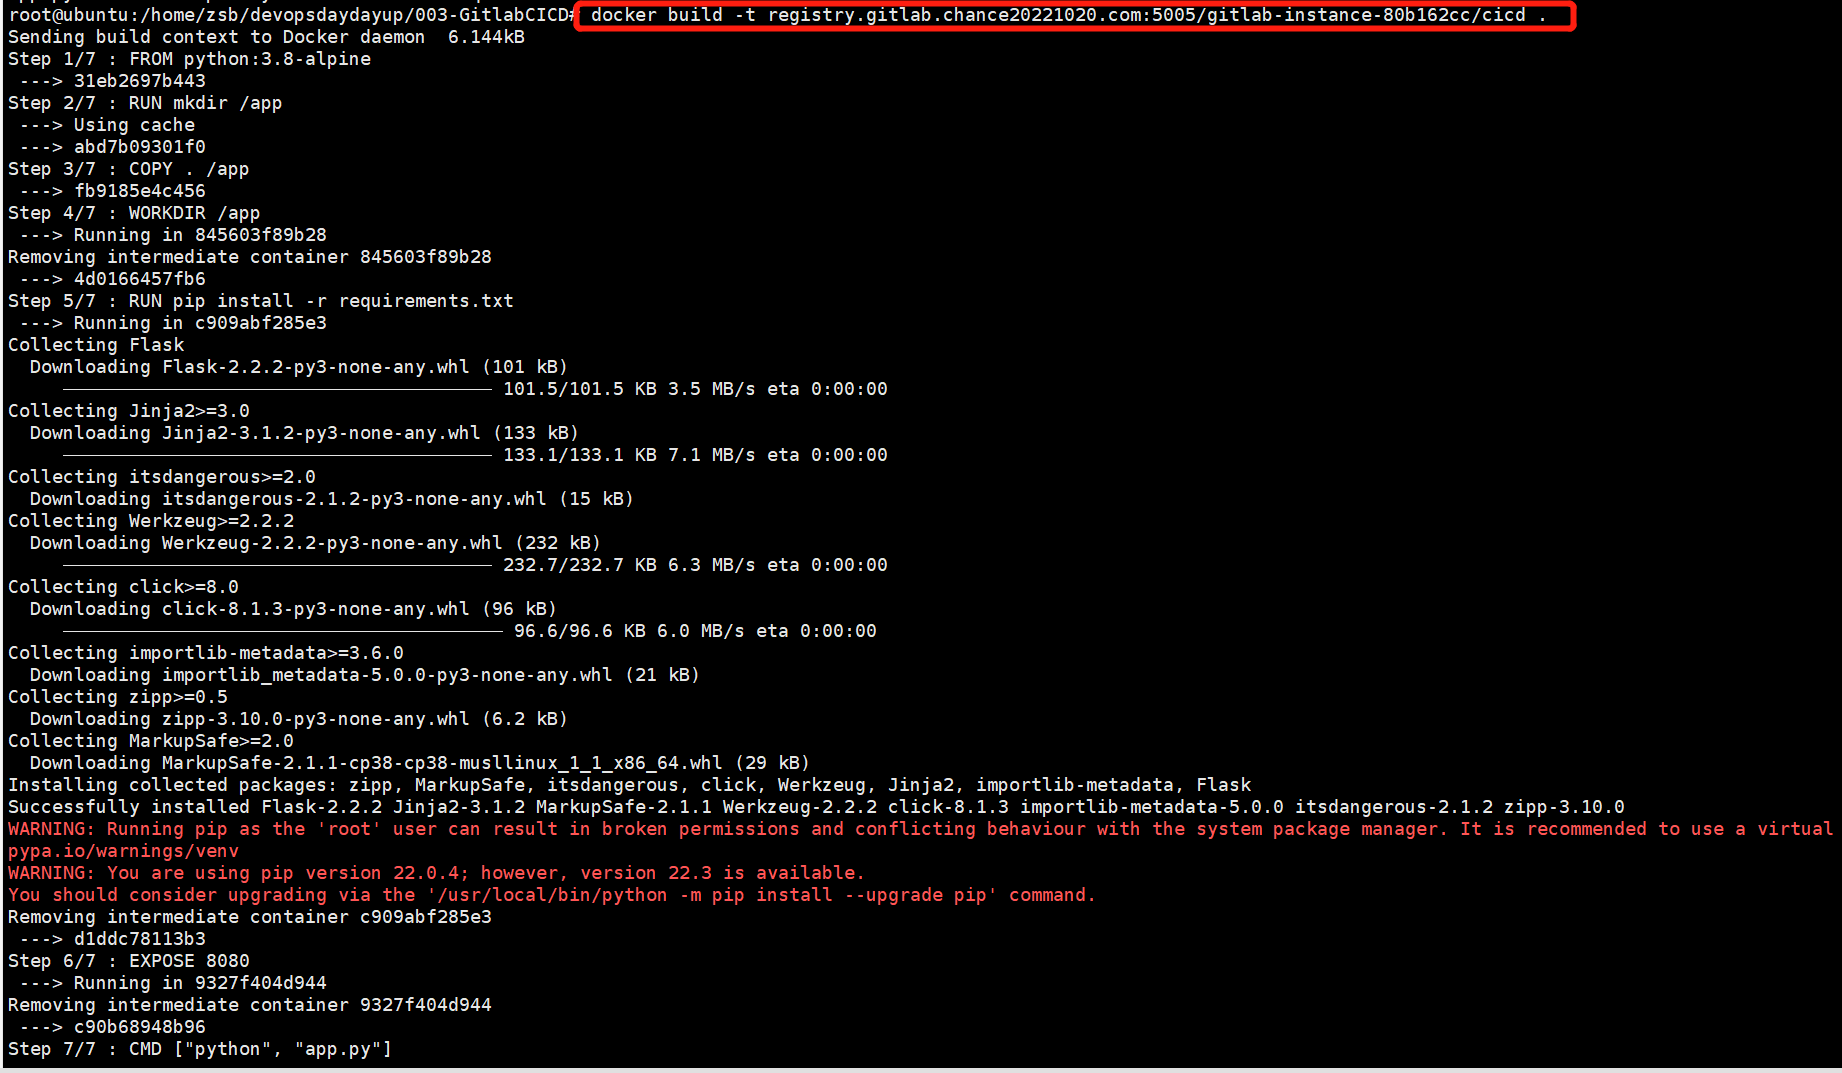 root@ubuntu:/home/zsb/devopsdaydayup/003-GitlabCICD# docker build -t registry.gitlab.chance20221020.com:5005/gitlab-instance-80b162cc/cicd .
Sending build context to Docker daemon  6.144kB
Step 1/7 : FROM python:3.8-alpine
 ---> 31eb2697b443
Step 2/7 : RUN mkdir /app
 ---> Using cache
 ---> abd7b09301f0
Step 3/7 : COPY . /app
 ---> fb9185e4c456
Step 4/7 : WORKDIR /app
 ---> Running in 845603f89b28
Removing intermediate container 845603f89b28
 ---> 4d0166457fb6
Step 5/7 : RUN pip install -r requirements.txt
 ---> Running in c909abf285e3
Collecting Flask
  Downloading Flask-2.2.2-py3-none-any.whl (101 kB)
101.5/101.5 KB 3.5 MB/s eta 0:00:00
Collecting Jinja2>=3.0
  Downloading Jinja2-3.1.2-py3-none-any.whl (133 kB)
133.1/133.1 KB 7.1 MB/s eta 0:00:00
Collecting itsdangerous>=2.0
  Downloading itsdangerous-2.1.2-py3-none-any.whl (15 kB)
Collecting Werkzeug>=2.2.2
  Downloading Werkzeug-2.2.2-py3-none-any.whl (232 kB)
232.7/232.7 KB 6.3 MB/s eta 0:00:00
Collecting click>=8.0
  Downloading click-8.1.3-py3-none-any.whl (96 kB)
96.6/96.6 KB 6.0 MB/s eta 0:00:00
Collecting importlib-metadata>=3.6.0
  Downloading importlib_metadata-5.0.0-py3-none-any.whl (21 kB)
Collecting zipp>=0.5
  Downloading zipp-3.10.0-py3-none-any.whl (6.2 kB)
Collecting MarkupSafe>=2.0
  Downloading MarkupSafe-2.1.1-cp38-cp38-musllinux_1_1_x86_64.whl (29 kB)
Installing collected packages: zipp, MarkupSafe, itsdangerous, click, Werkzeug, Jinja2, importlib-metadata, Flask
Successfully installed Flask-2.2.2 Jinja2-3.1.2 MarkupSafe-2.1.1 Werkzeug-2.2.2 click-8.1.3 importlib-metadata-5.0.0 itsdangerous-2.1.2 zipp-3.10.0
WARNING: Running pip as the 'root' user can result in broken permissions and conflicting behaviour with the system package manager. It is recommended to use a virtual
pypa.io/warnings/venv
WARNING: You are using pip version 22.0.4; however, version 22.3 is available.
You should consider upgrading via the '/usr/local/bin/python -m pip install --upgrade pip' command.
Removing intermediate container c909abf285e3
 ---> d1ddc78113b3
Step 6/7 : EXPOSE 8080
 ---> Running in 9327f404d944
Removing intermediate container 9327f404d944
 ---> c90b68948b96
Step 7/7 : CMD ["python", "app.py"]